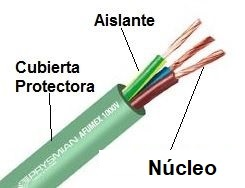 Aislante
Cubierta
Protectora
PRYSMIAN AFUMEX 1000V
Núcleo